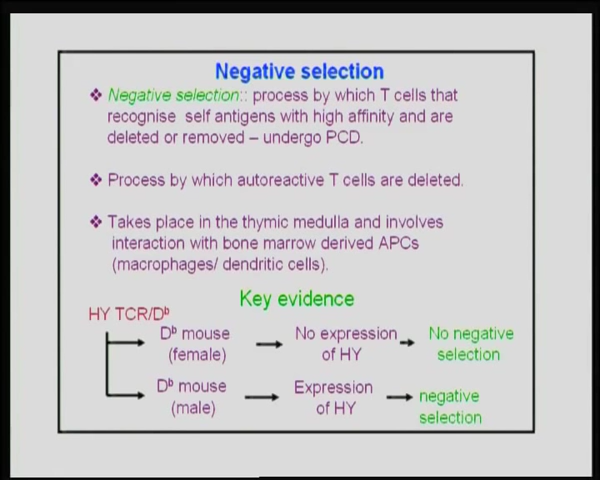 Negative selection
❖ Negative selection:: process by which T cells that
recognise self antigens with high affinity and are
deleted or removed – undergo PCD.
❖ Process by which autoreactive T cells are deleted.
❖ Takes place in the thymic medulla and involves
interaction with bone marrow derived APCs
(macrophages/ dendritic cells).
Key evidence
HY TCR/Dᵇ
Dᵇ mouse
(female)
No expression
of HY
No negative
selection
Dᵇ mouse
(male)
Expression
of HY
negative
selection